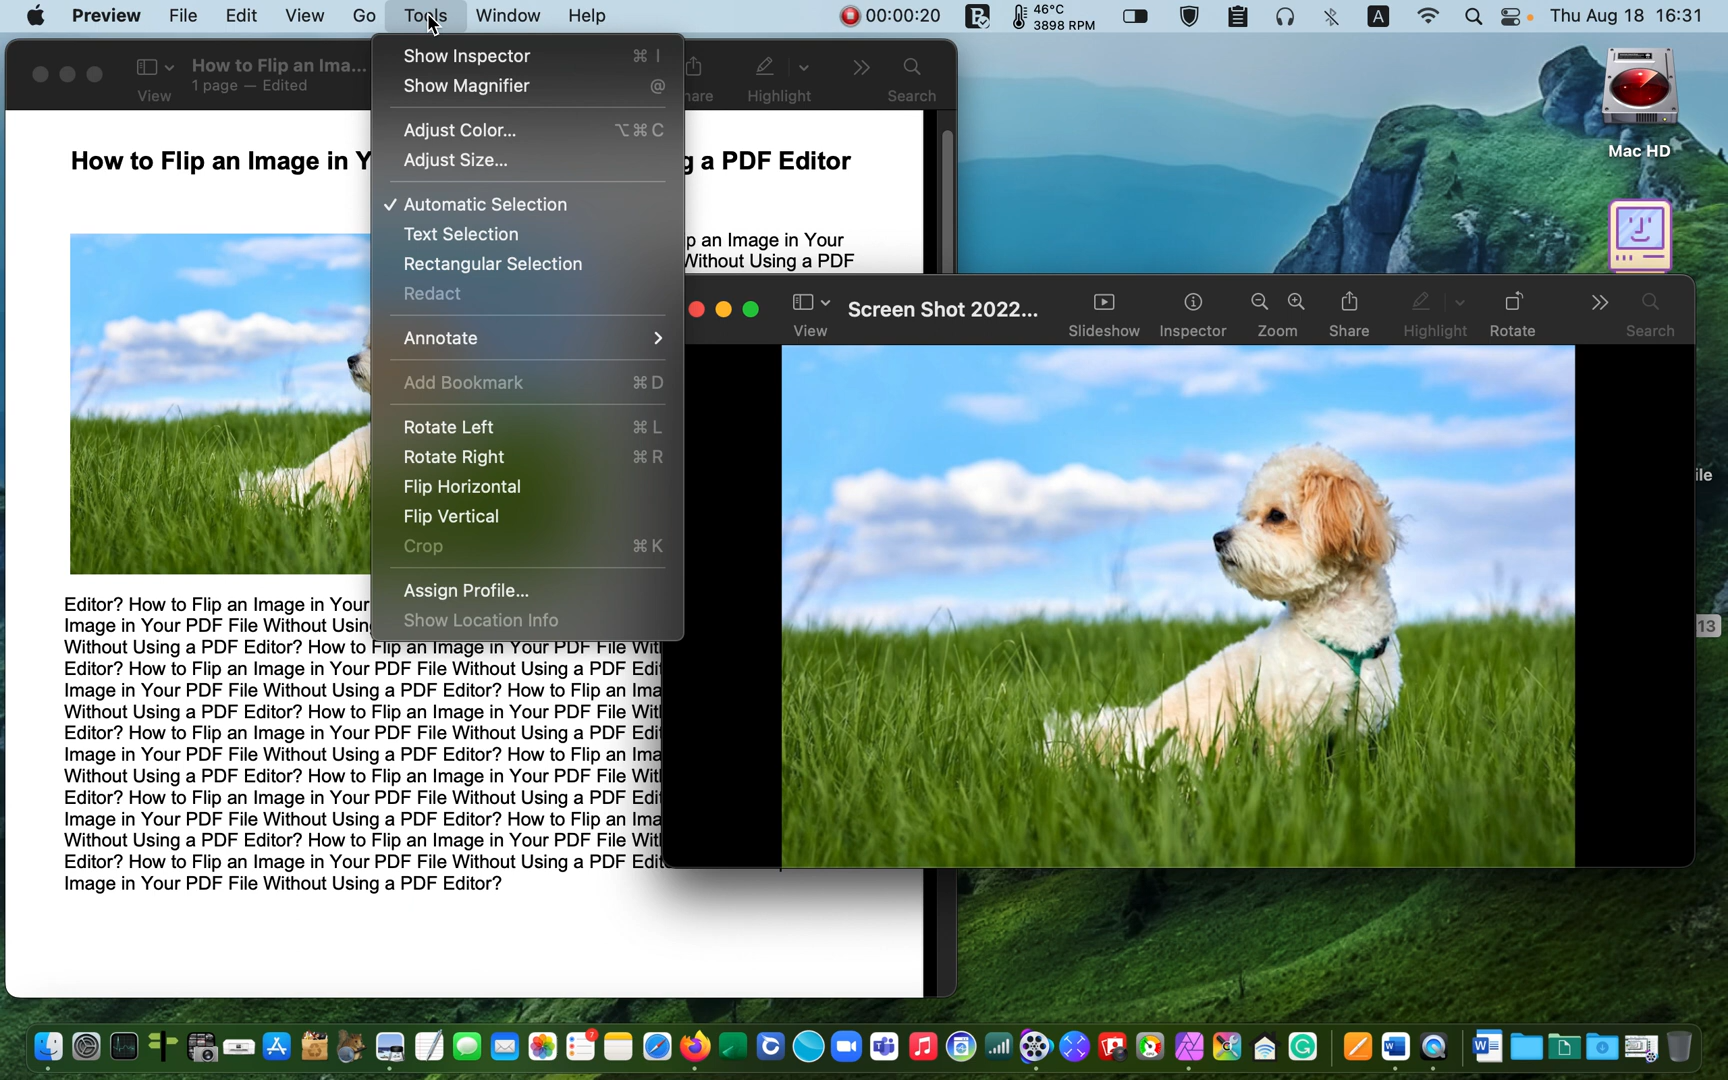 Preview File Edit View Go Tools Window Help 00:00:20 46°C 3898 RPM A Thu Aug 18 16:31
How to Flip an Ima...
1 page — Edited
View
are
Highlight
Search
Show Inspector ⌘ I
Show Magnifier @
Adjust Color... ⌥⌘C
Adjust Size...
✓ Automatic Selection
Text Selection
Rectangular Selection
Redact
Annotate
Add Bookmark ⌘D
Rotate Left ⌘L
Rotate Right ⌘R
Flip Horizontal
Flip Vertical
Crop ⌘K
Assign Profile...
Show Location Info
How to Flip an Image in Y g a PDF Editor
p an Image in Your
Without Using a PDF
Editor? How to Flip an Image in Your
Image in Your PDF File Without Usin
Without Using a PDF Editor? How to Flip an Image in Your PDF File Wit
Editor? How to Flip an Image in Your PDF File Without Using a PDF Edit
Image in Your PDF File Without Using a PDF Editor? How to Flip an Ima
Without Using a PDF Editor? How to Flip an Image in Your PDF File Wit
Editor? How to Flip an Image in Your PDF File Without Using a PDF Edit
Image in Your PDF File Without Using a PDF Editor? How to Flip an Ima
Without Using a PDF Editor? How to Flip an Image in Your PDF File Wit
Editor? How to Flip an Image in Your PDF File Without Using a PDF Edit
Image in Your PDF File Without Using a PDF Editor? How to Flip an Ima
Without Using a PDF Editor? How to Flip an Image in Your PDF File Wit
Editor? How to Flip an Image in Your PDF File Without Using a PDF Edit
Image in Your PDF File Without Using a PDF Editor?
Screen Shot 2022...
View
Slideshow
Inspector
Zoom
Share
Highlight
Rotate
Search
Mac HD
ile
13
7